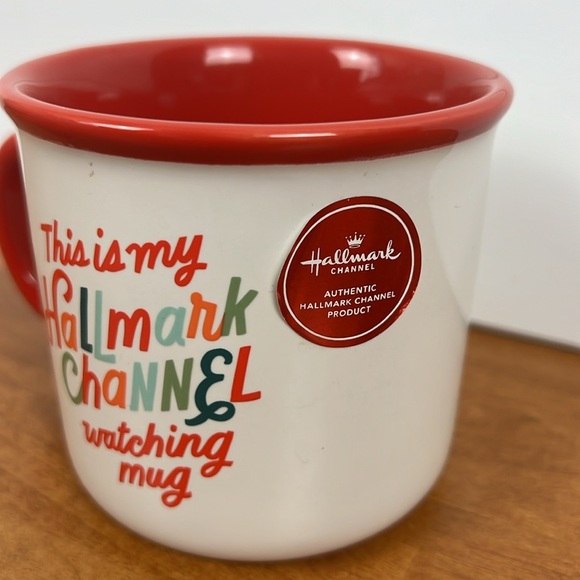 This is my
Hallmark
channel
watching
mug
Hallmark
CHANNEL
AUTHENTIC
HALLMARK CHANNEL
PRODUCT